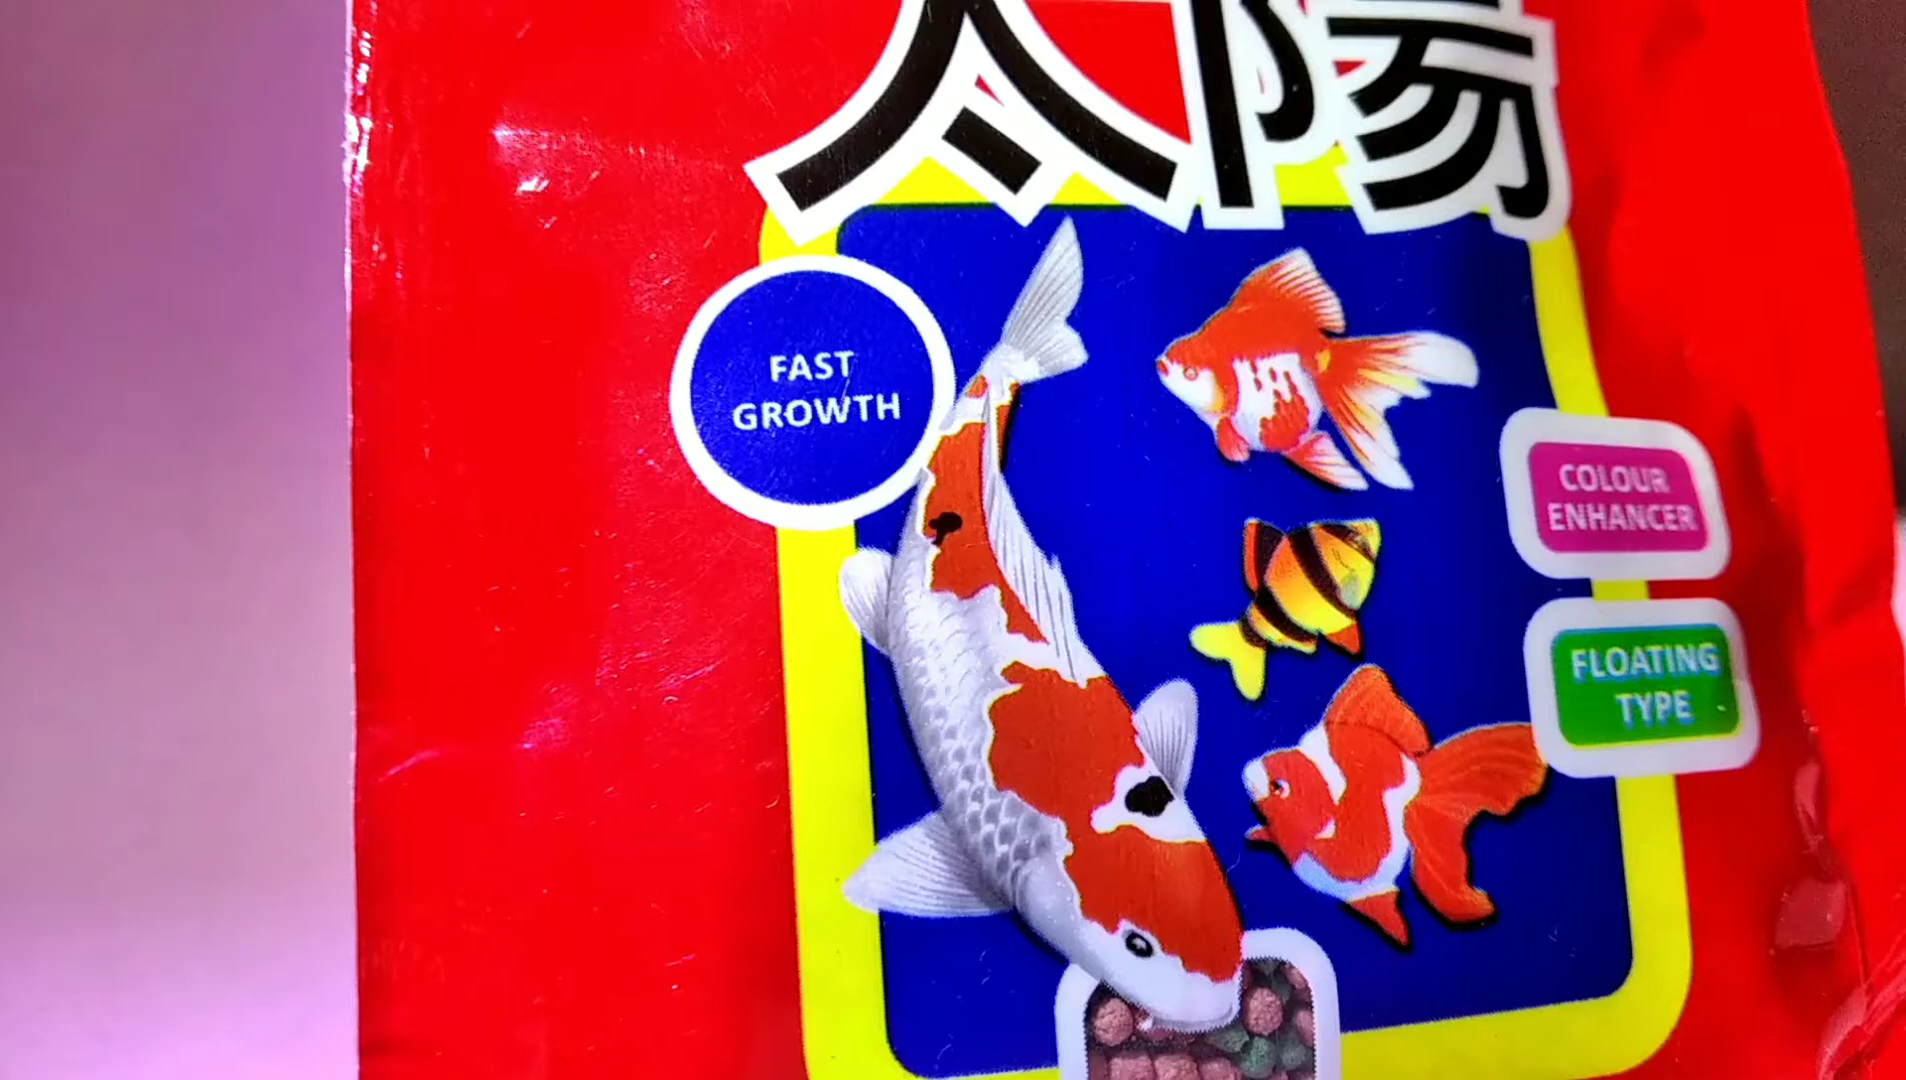 太陽
FAST
GROWTH
COLOUR
ENHANCER
FLOATING
TYPE